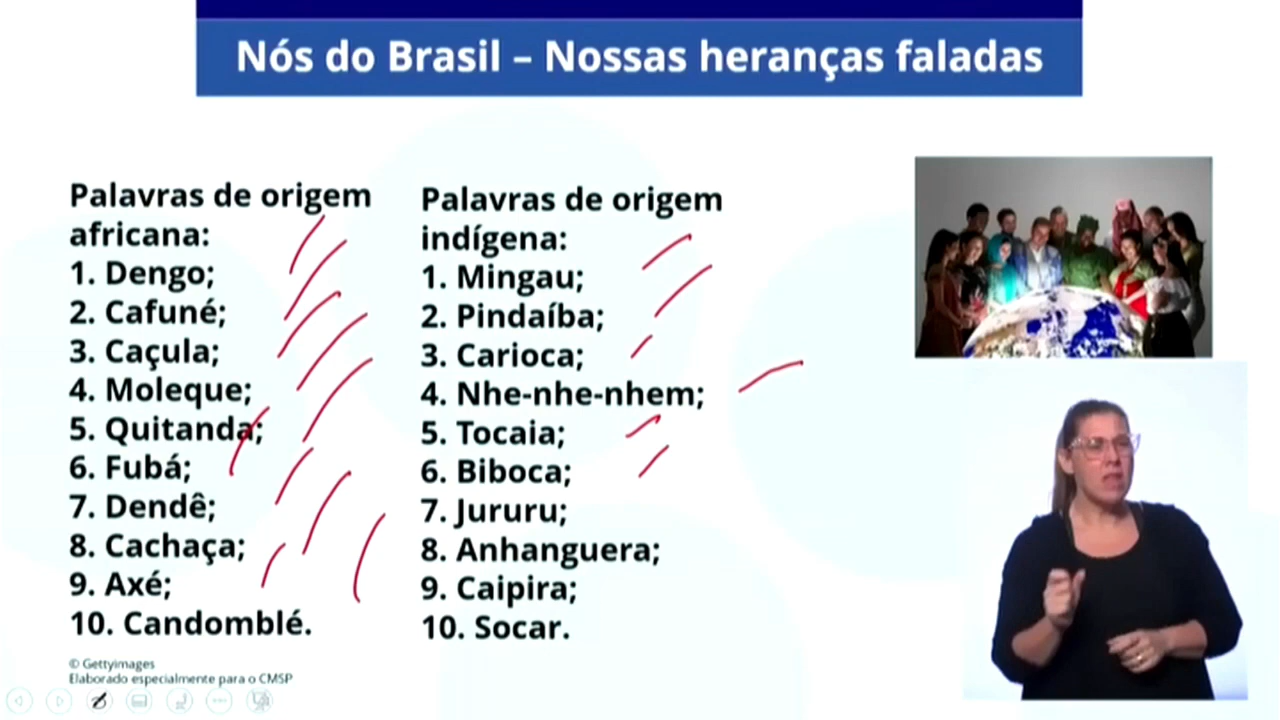 Nós do Brasil – Nossas heranças faladas
Palavras de origem
africana:
1. Dengo;
2. Cafuné;
3. Caçula;
4. Moleque;
5. Quitanda;
6. Fubá;
7. Dendê;
8. Cachaça;
9. Axé;
10. Candomblé.
Palavras de origem
indígena:
1. Mingau;
2. Pindaíba;
3. Carioca;
4. Nhe-nhe-nhem;
5. Tocaia;
6. Biboca;
7. Jururu;
8. Anhanguera;
9. Caipira;
10. Socar.
© Gettyimages
Elaborado especialmente para o CMSP